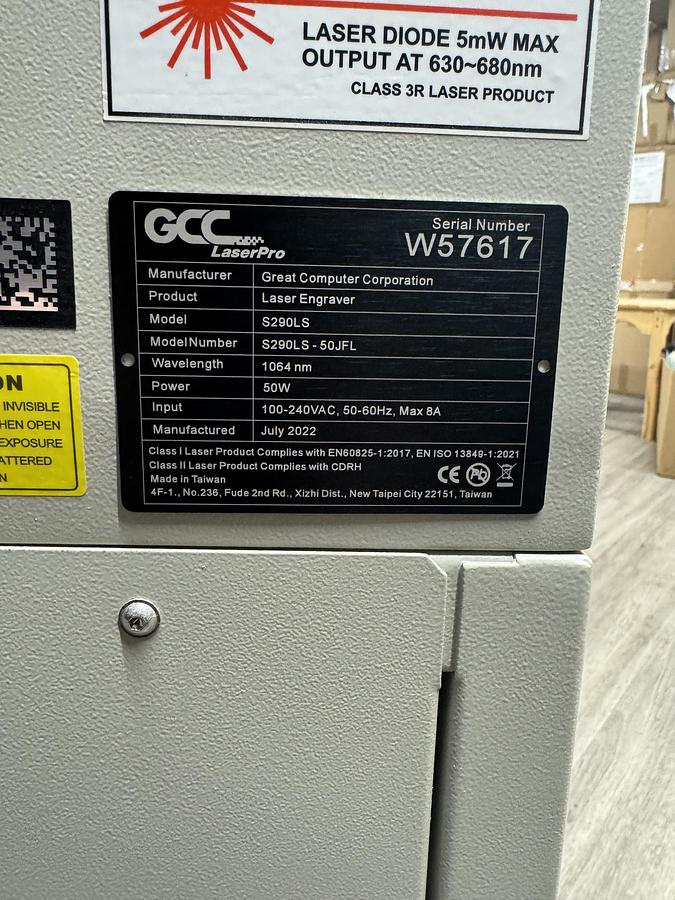 LASER DIODE 5mW MAX
OUTPUT AT 630~680nm
CLASS 3R LASER PRODUCT
GCC
LaserPro
Serial Number
W57617
Manufacturer Great Computer Corporation
Product Laser Engraver
Model S290LS
ModelNumber S290LS - 50JFL
Wavelength 1064 nm
Power 50W
Input 100-240VAC, 50-60Hz, Max 8A
Manufactured July 2022
Class I Laser Product Complies with EN60825-1:2017, EN ISO 13849-1:2021
Class II Laser Product Complies with CDRH
Made in Taiwan
CE Pb
4F-1., No.236, Fude 2nd Rd., Xizhi Dist., New Taipei City 22151, Taiwan
ON
INVISIBLE
HEN OPEN
EXPOSURE
ATTERED
N